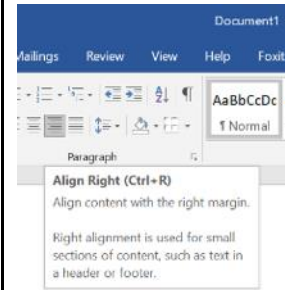 Document1
Mailings Review View Help Foxit
AaBbCcDc
¶ Normal
Paragraph
Align Right (Ctrl+R)
Align content with the right margin.
Right alignment is used for small
sections of content, such as text in
a header or footer.